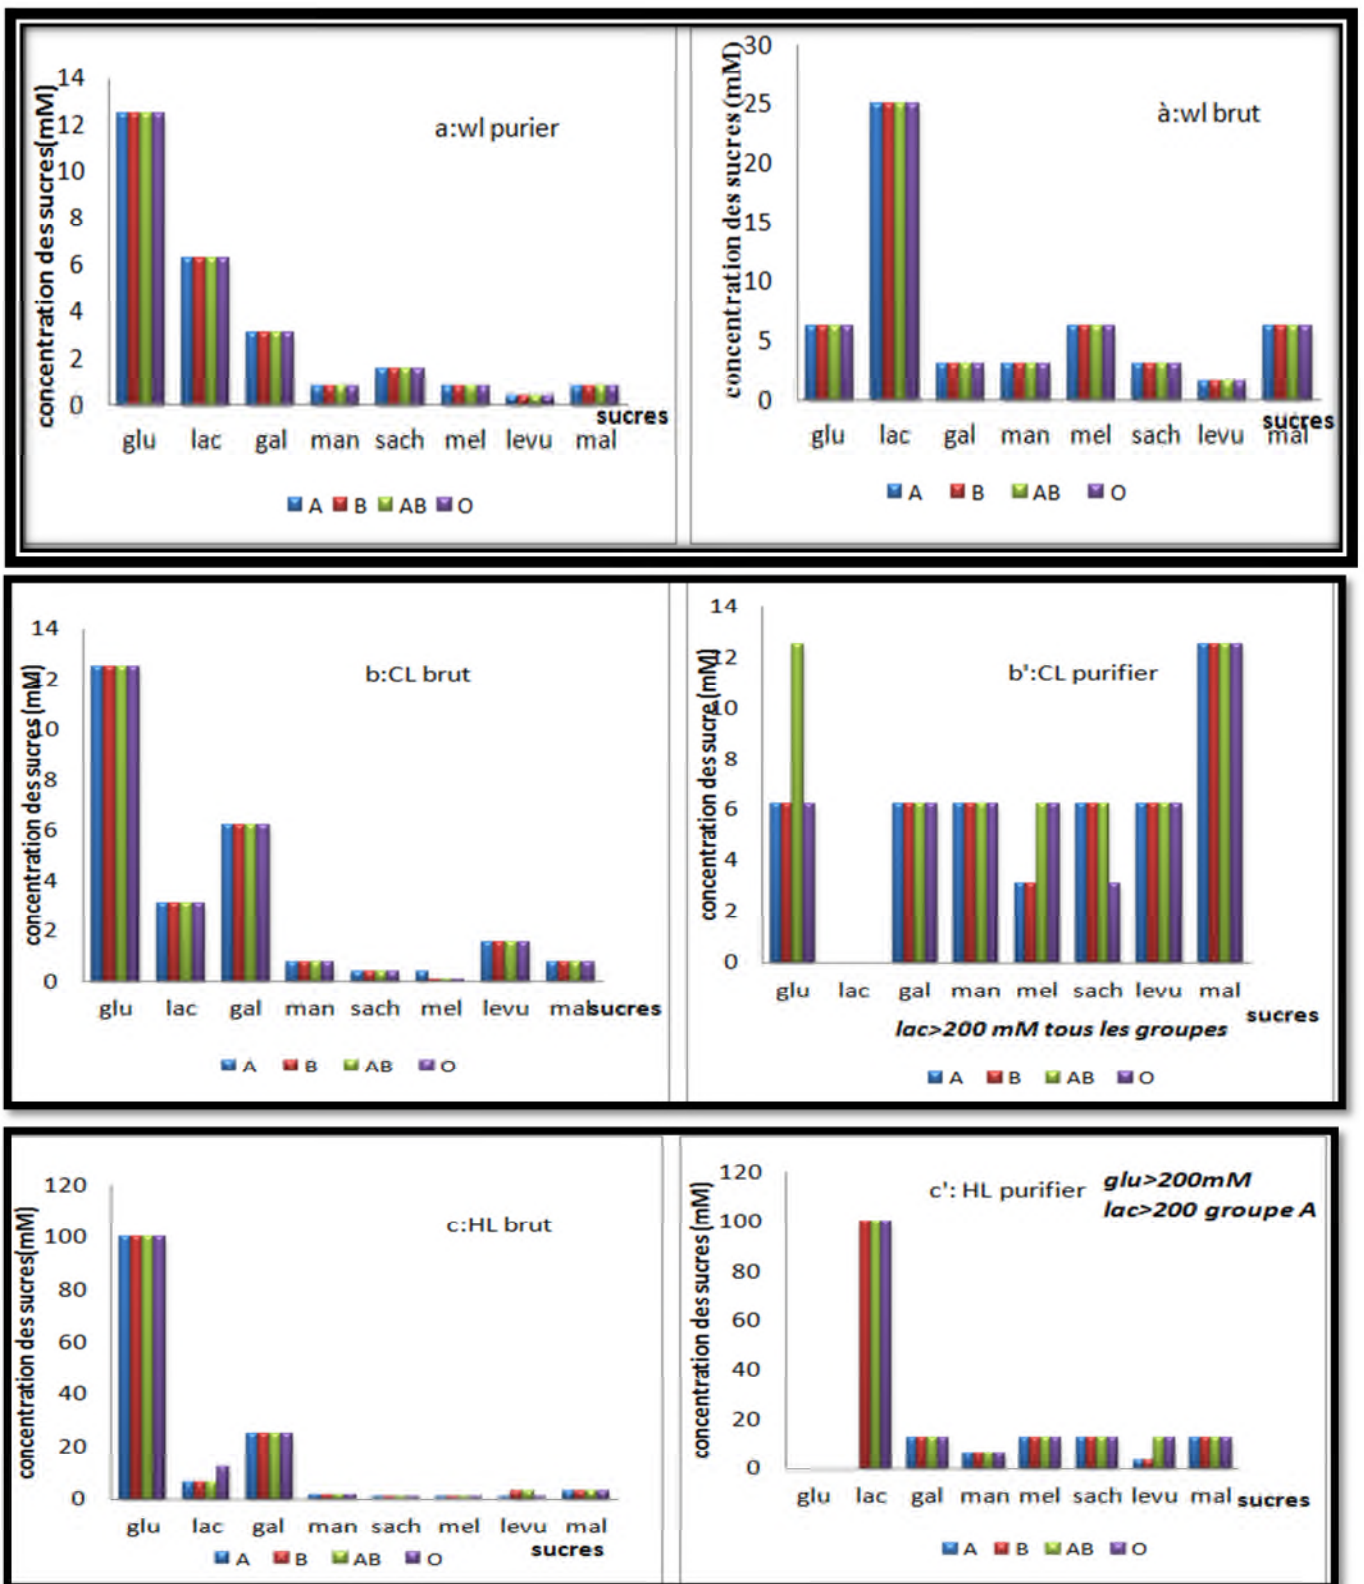 concentration des sucres(mM)
14
12
10
8
6
4
2
0
a:wl purier
glu lac gal man sach mel levu mal
sucres
A B AB O
concentration des sucres (mM)
30
25
20
15
10
5
0
à:wl brut
glu lac gal man mel sach levu mal
sucres
A B AB O
concentration des sucres (mM)
14
12
10
8
6
4
2
0
b:CL brut
glu lac gal man sach mel levu mal
sucres
A B AB O
concentration des sucre (mM)
14
12
10
8
6
4
2
0
b':CL purifier
glu lac gal man mel sach levu mal
sucres
lac>200 mM tous les groupes
A B AB O
concentration des sucres(mM)
120
100
80
60
40
20
0
c:HL brut
glu lac gal man sach mel levu mal
sucres
A B AB O
concentration des sucres (mM)
120
100
80
60
40
20
0
c': HL purifier
glu>200mM
lac>200 groupe A
glu lac gal man mel sach levu mal
sucres
A B AB O